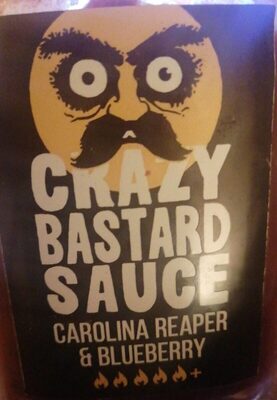 CRAZY
BASTARD
SAUCE
CAROLINA REAPER
& BLUEBERRY
+